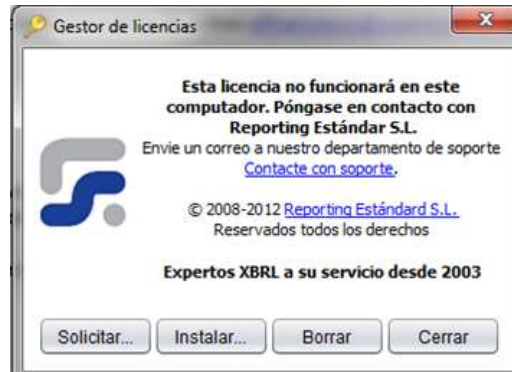 Gestor de licencias
Esta licencia no funcionará en este
computador. Póngase en contacto con
Reporting Estándar S.L.
Envie un correo a nuestro departamento de soporte
Contacte con soporte.
© 2008-2012 Reporting Estándard S.L.
Reservados todos los derechos
Expertos XBRL a su servicio desde 2003
Solicitar... Instalar... Borrar Cerrar